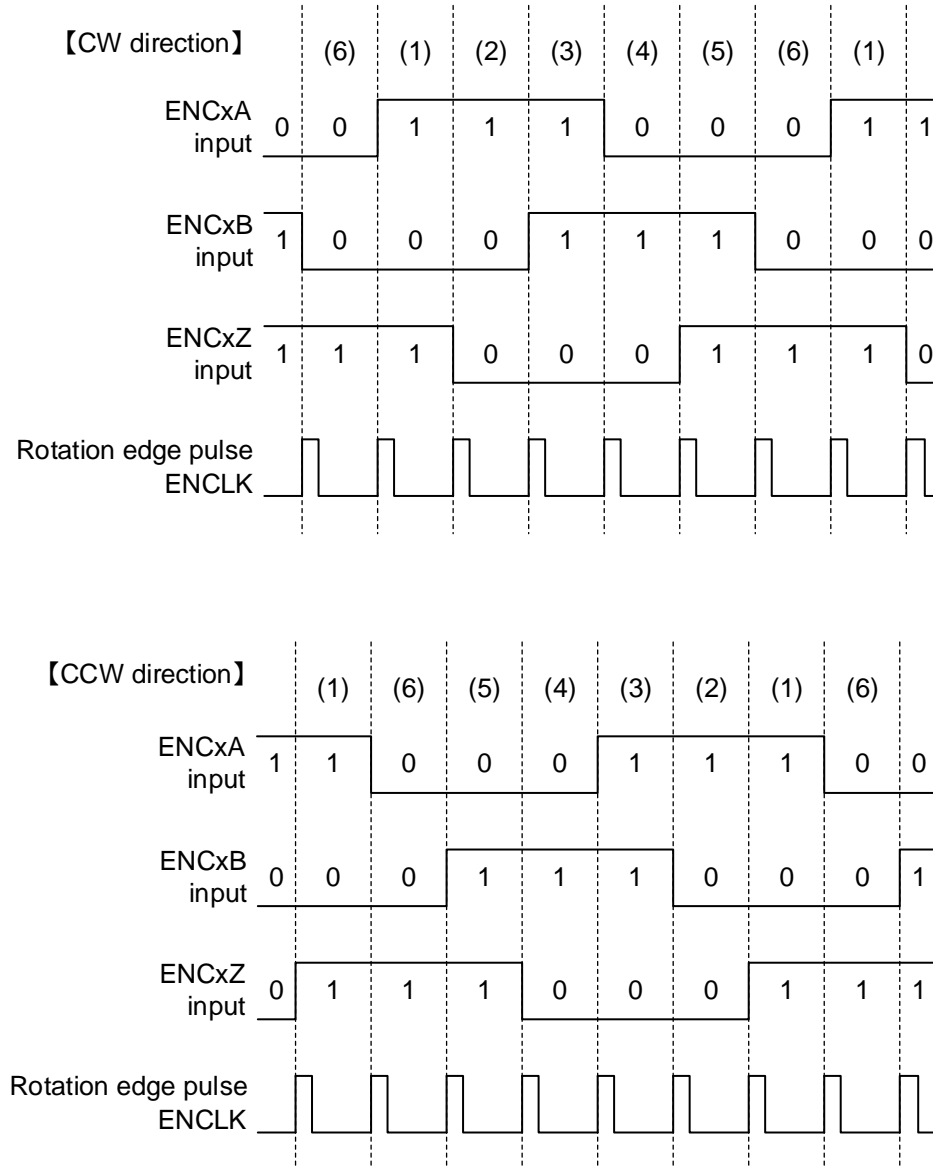 【CW direction】 (6) (1) (2) (3) (4) (5) (6) (1)
ENCxA
input
0 0 1 1 1 0 0 0 1 1
ENCxB
input
1 0 0 0 1 1 1 0 0 0
ENCxZ
input
1 1 1 0 0 0 1 1 1 0
Rotation edge pulse
ENCLK
【CCW direction】 (1) (6) (5) (4) (3) (2) (1) (6)
ENCxA
input
1 1 0 0 0 1 1 1 0 0
ENCxB
input
0 0 0 1 1 1 0 0 0 1
ENCxZ
input
0 1 1 1 0 0 0 1 1 1
Rotation edge pulse
ENCLK